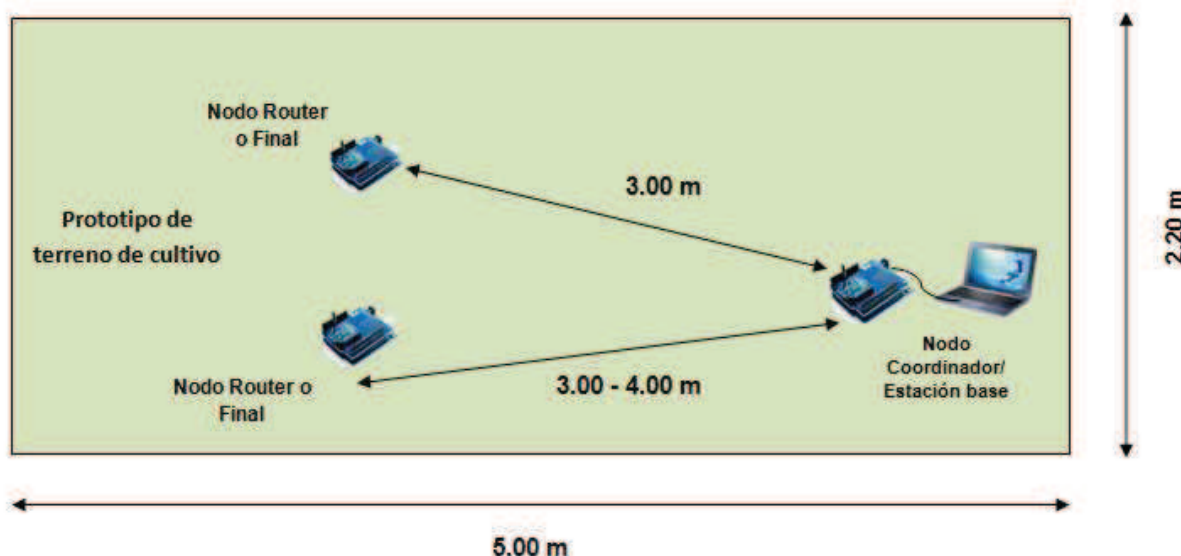 Nodo Router
o Final
3.00 m
Prototipo de
terreno de cultivo
2.20 m
Nodo
Coordinador/
Estación base
Nodo Router o
Final
3.00 - 4.00 m
5.00 m